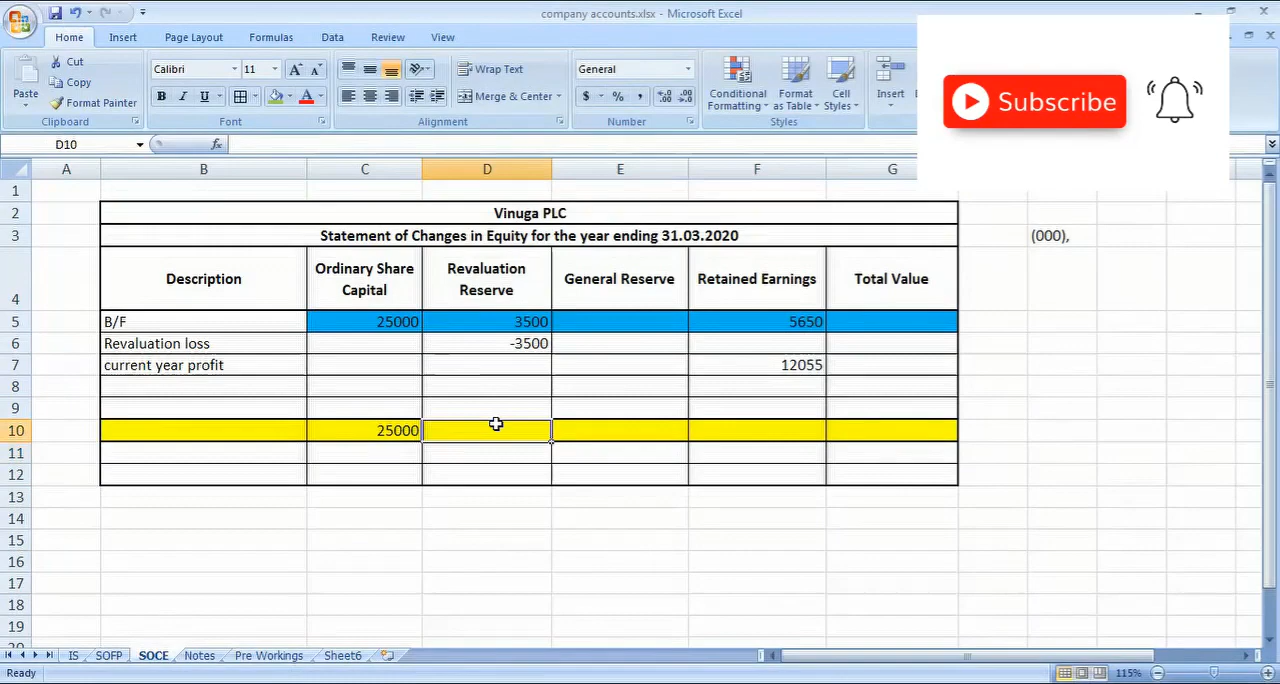 company accounts.xlsx - Microsoft Excel
Home Insert Page Layout Formulas Data Review View
Cut
Copy
Format Painter
Paste
Clipboard
Calibri 11
B I U
Font
Wrap Text
Merge & Center
Alignment
General
$ % ,
Number
Conditional Formatting
Format as Table
Cell Styles
Styles
Insert
Subscribe
D10 fx
A B C D E F G
1
2 Vinuga PLC
3 Statement of Changes in Equity for the year ending 31.03.2020 (000),
4 Description Ordinary Share Capital Revaluation Reserve General Reserve Retained Earnings Total Value
5 B/F 25000 3500 5650
6 Revaluation loss -3500
7 current year profit 12055
8
9
10 25000
11
12
13
14
15
16
17
18
19
IS SOFP SOCE Notes Pre Workings Sheet6
Ready 115%